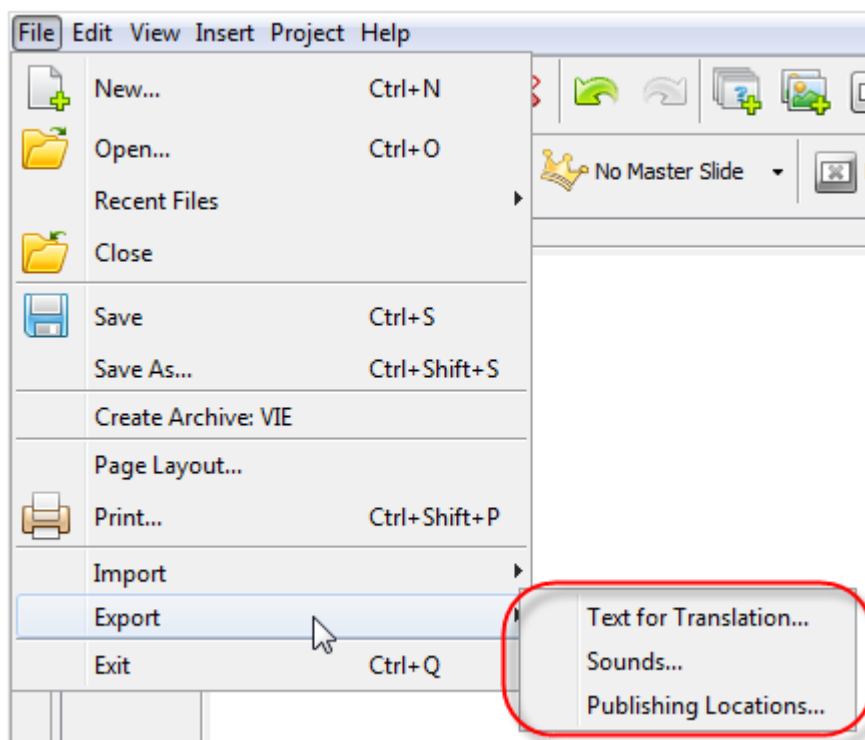 File Edit View Insert Project Help
New... Ctrl+N
Open... Ctrl+O
No Master Slide
Recent Files
Close
Save Ctrl+S
Save As... Ctrl+Shift+S
Create Archive: VIE
Page Layout...
Print... Ctrl+Shift+P
Import
Export
Text for Translation...
Sounds...
Publishing Locations...
Exit Ctrl+Q